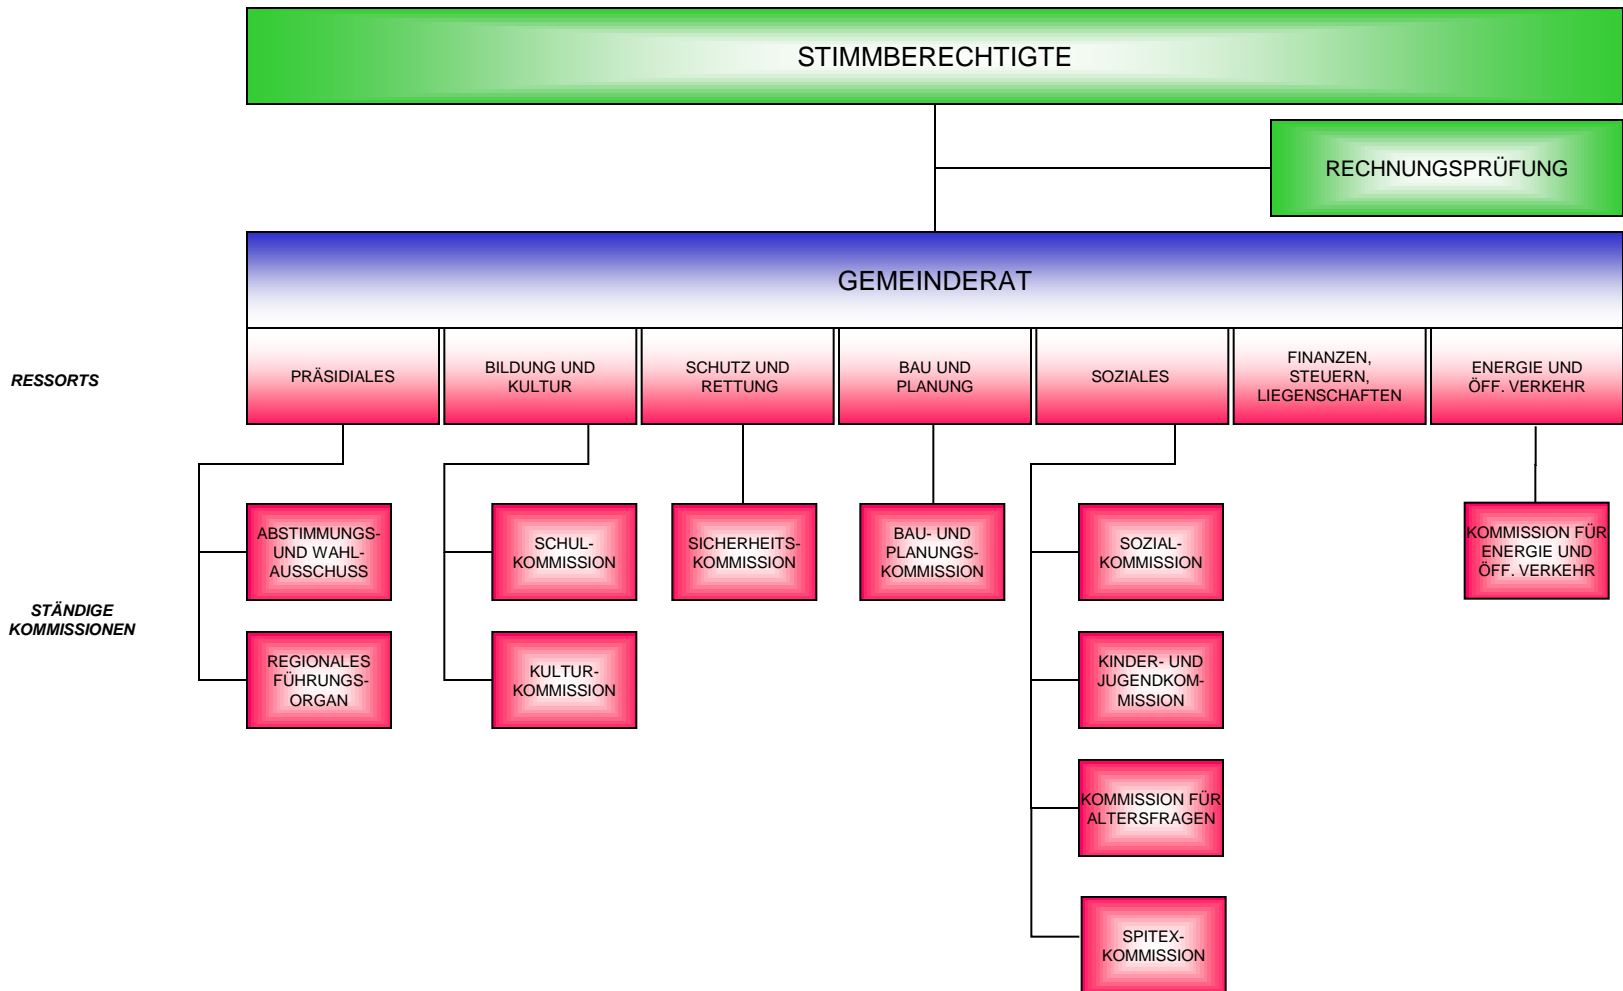 STIMMBERECHTIGTE
RECHNUNGSPRÜFUNG
GEMEINDERAT
RESSORTS
PRÄSIDIALES
BILDUNG UND
KULTUR
SCHUTZ UND
RETTUNG
BAU UND
PLANUNG
SOZIALES
FINANZEN,
STEUERN,
LIEGENSCHAFTEN
ENERGIE UND
ÖFF. VERKEHR
STÄNDIGE
KOMMISSIONEN
ABSTIMMUNGS-
UND WAHL-
AUSSCHUSS
SCHUL-
KOMMISSION
SICHERHEITS-
KOMMISSION
BAU- UND
PLANUNGS-
KOMMISSION
SOZIAL-
KOMMISSION
KOMMISSION FÜR
ENERGIE UND
ÖFF. VERKEHR
REGIONALES
FÜHRUNGS-
ORGAN
KULTUR-
KOMMISSION
KINDER- UND
JUGENDKOM-
MISSION
KOMMISSION FÜR
ALTERSFRAGEN
SPITEX-
KOMMISSION